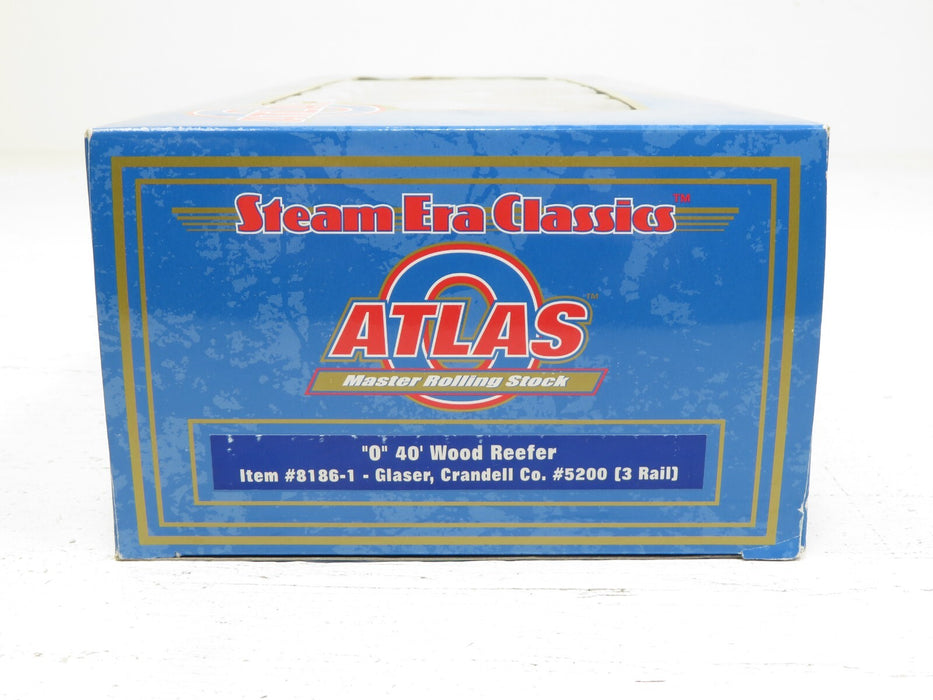 Steam Era Classics™
ATLAS™
O
Master Rolling Stock
"O" 40' Wood Reefer
Item #8186-1 - Glaser, Crandell Co. #5200 (3 Rail)